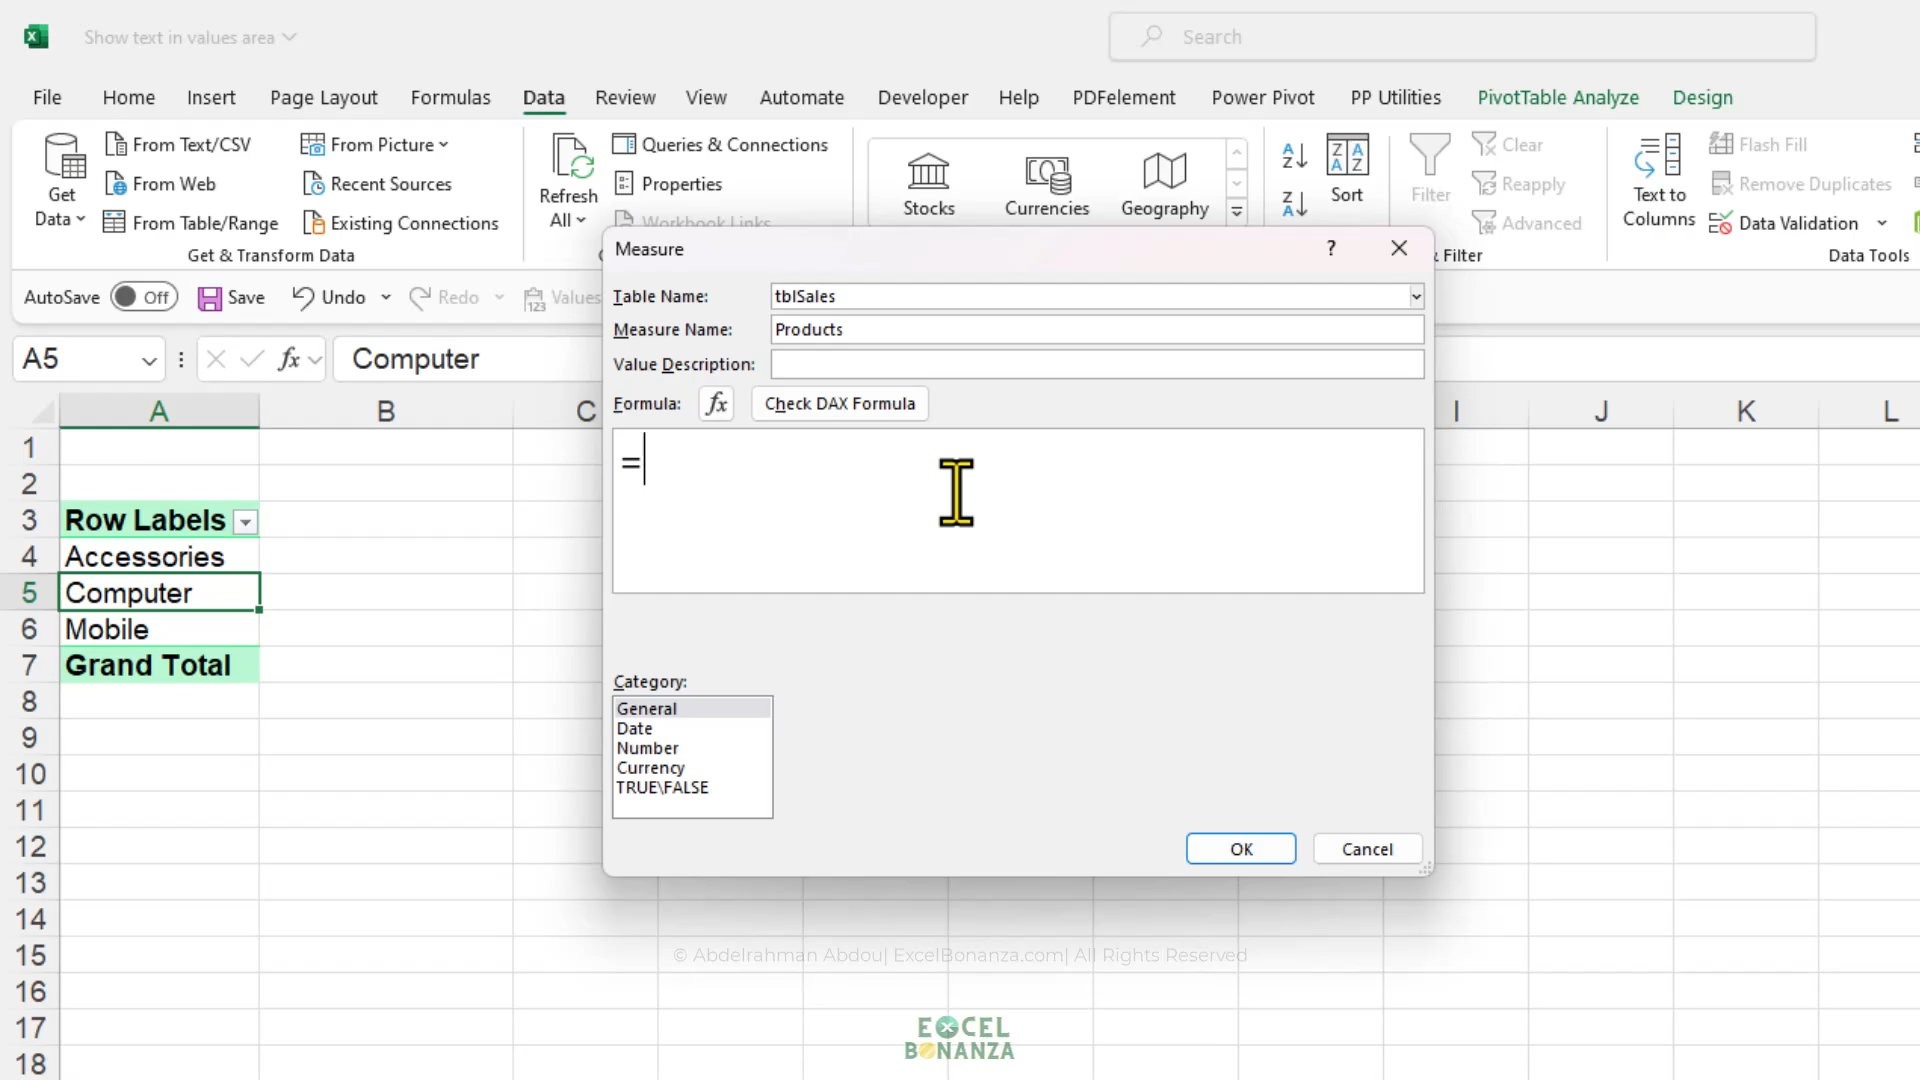 Show text in values area
Search
File Home Insert Page Layout Formulas Data Review View Automate Developer Help PDFelement Power Pivot PP Utilities PivotTable Analyze Design
Get Data
From Text/CSV
From Web
From Table/Range
From Picture
Recent Sources
Existing Connections
Get & Transform Data
Refresh All
Queries & Connections
Properties
Workbook Links
Stocks
Currencies
Geography
Sort
Filter
Clear
Reapply
Advanced
& Filter
Text to Columns
Flash Fill
Remove Duplicates
Data Validation
Data Tools
AutoSave Off Save Undo Redo Values
A5 fx Computer
A B C I J K L
1
2
3 Row Labels
4 Accessories
5 Computer
6 Mobile
7 Grand Total
8
9
10
11
12
13
14
15
16
17
18
Measure ?
Table Name: tblSales
Measure Name: Products
Value Description:
Formula: fx Check DAX Formula
=
Category:
General
Date
Number
Currency
TRUE\FALSE
OK Cancel
© Abdelrahman Abdou| ExcelBonanza.com| All Rights Reserved
EXCEL
BONANZA